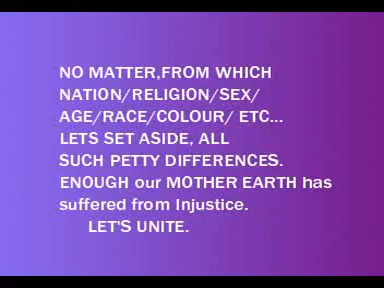 NO MATTER,FROM WHICH
NATION/RELIGION/SEX/
AGE/RACE/COLOUR/ ETC...
LETS SET ASIDE, ALL
SUCH PETTY DIFFERENCES.
ENOUGH our MOTHER EARTH has
suffered from Injustice.
LET'S UNITE.